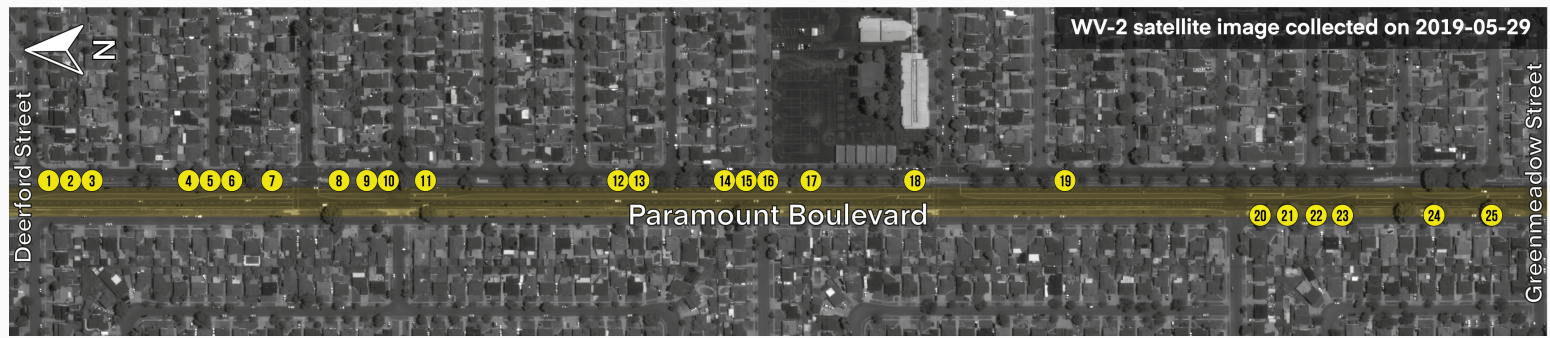 WV-2 satellite image collected on 2019-05-29
N
Deerford Street
Greenmeadow Street
1 2 3 4 5 6 7 8 9 10 11 12 13 14 15 16 17 18 19
Paramount Boulevard
20 21 22 23 24 25